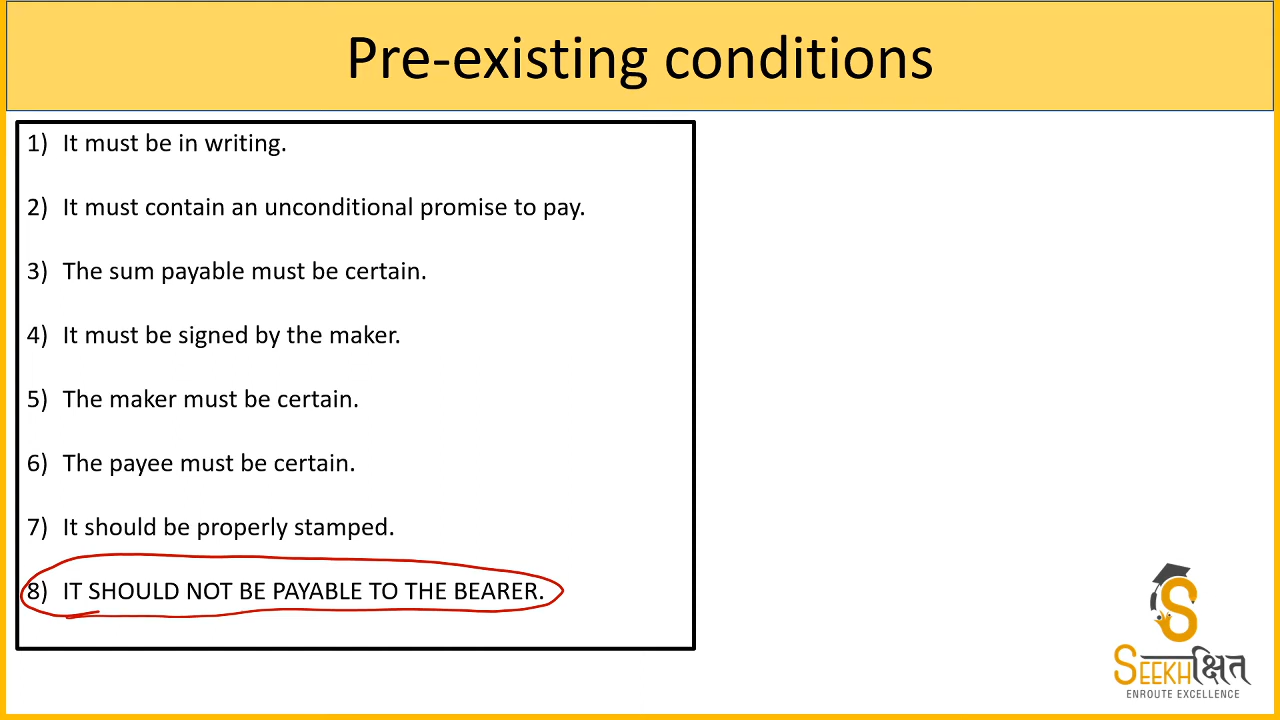 Pre-existing conditions
1) It must be in writing.
2) It must contain an unconditional promise to pay.
3) The sum payable must be certain.
4) It must be signed by the maker.
5) The maker must be certain.
6) The payee must be certain.
7) It should be properly stamped.
8) IT SHOULD NOT BE PAYABLE TO THE BEARER.
S
SEEKHक्षित
ENROUTE EXCELLENCE